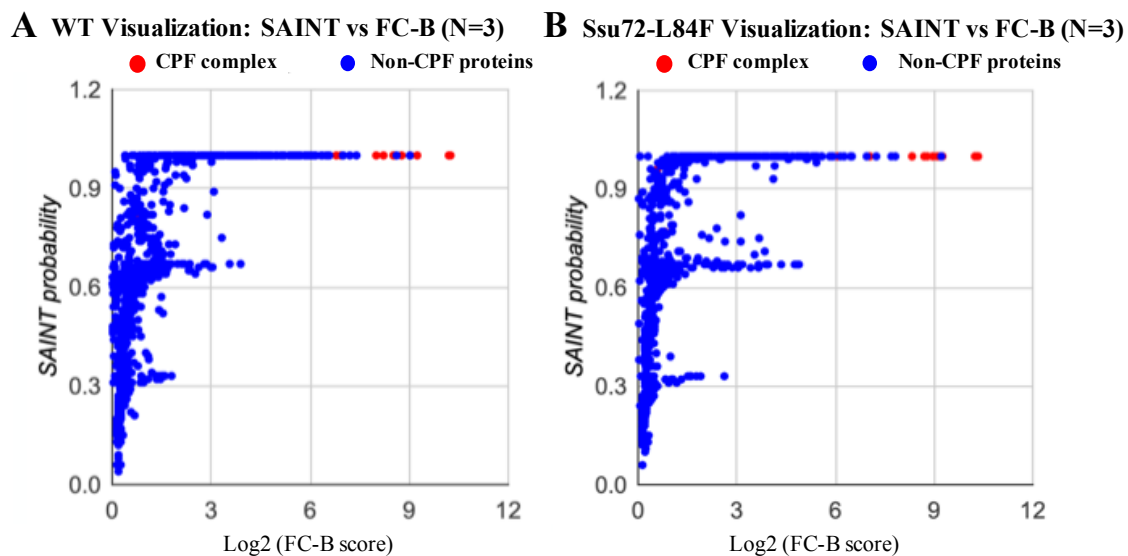 A WT Visualization: SAINT vs FC-B (N=3)
CPF complex Non-CPF proteins
1.2
0.9
0.6
0.3
0.0
SAINT probability
0 3 6 9 12
Log2 (FC-B score)
B Ssu72-L84F Visualization: SAINT vs FC-B (N=3)
CPF complex Non-CPF proteins
1.2
0.9
0.6
0.3
0.0
SAINT probability
0 3 6 9 12
Log2 (FC-B score)